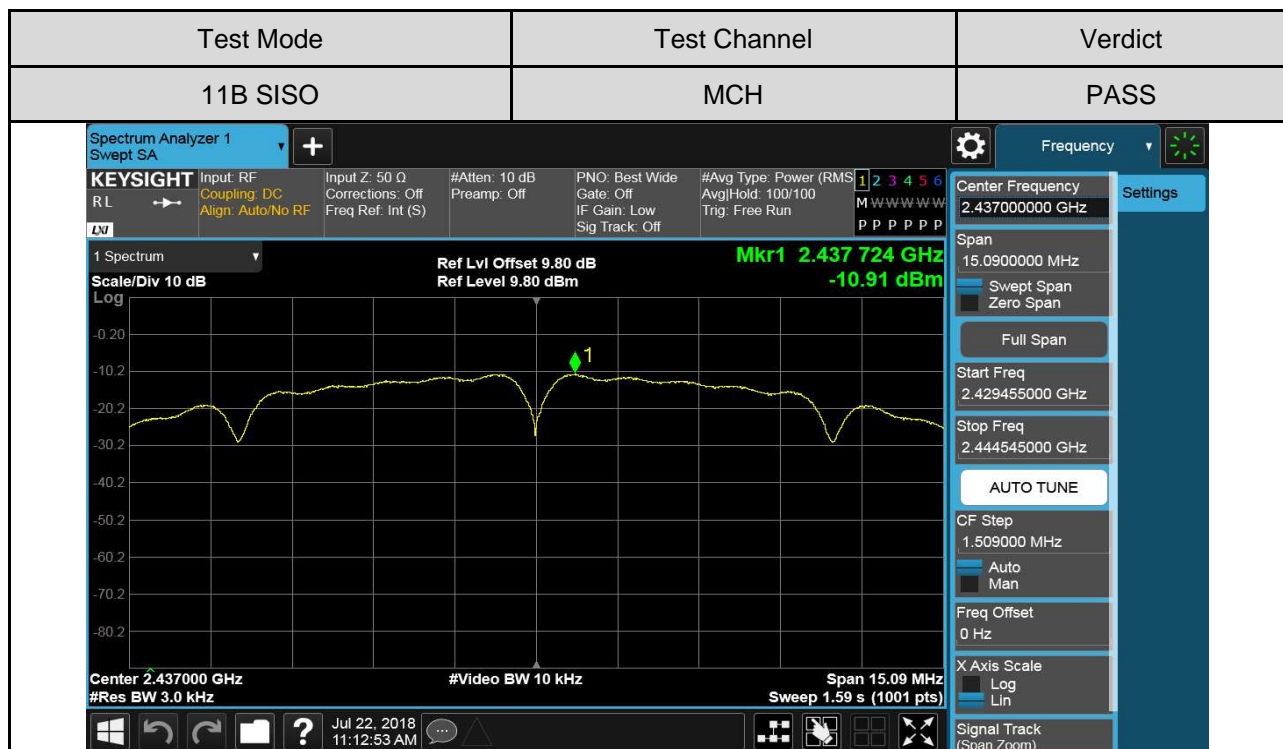 Test Mode Test Channel Verdict
11B SISO MCH PASS
Spectrum Analyzer 1
Swept SA
+
Frequency
KEYSIGHT Input: RF Input Z: 50 Ω #Atten: 10 dB PNO: Best Wide #Avg Type: Power (RMS 1 2 3 4 5 6
RL Coupling: DC Corrections: Off Preamp: Off Gate: Off Avg|Hold: 100/100 M W W W W W
Align: Auto/No RF Freq Ref: Int (S) IF Gain: Low Trig: Free Run
LXI Sig Track: Off P P P P P P
1 Spectrum
Ref Lvl Offset 9.80 dB
Mkr1 2.437 724 GHz
Scale/Div 10 dB Ref Level 9.80 dBm -10.91 dBm
Log
1
-0.20
-10.2
-20.2
-30.2
-40.2
-50.2
-60.2
-70.2
-80.2
Center 2.437000 GHz #Video BW 10 kHz Span 15.09 MHz
#Res BW 3.0 kHz Sweep 1.59 s (1001 pts)
?
Jul 22, 2018
11:12:53 AM
Settings
Center Frequency
2.437000000 GHz
Span
15.0900000 MHz
Swept Span
Zero Span
Full Span
Start Freq
2.429455000 GHz
Stop Freq
2.444545000 GHz
AUTO TUNE
CF Step
1.509000 MHz
Auto
Man
Freq Offset
0 Hz
X Axis Scale
Log
Lin
Signal Track
(Span Zoom)